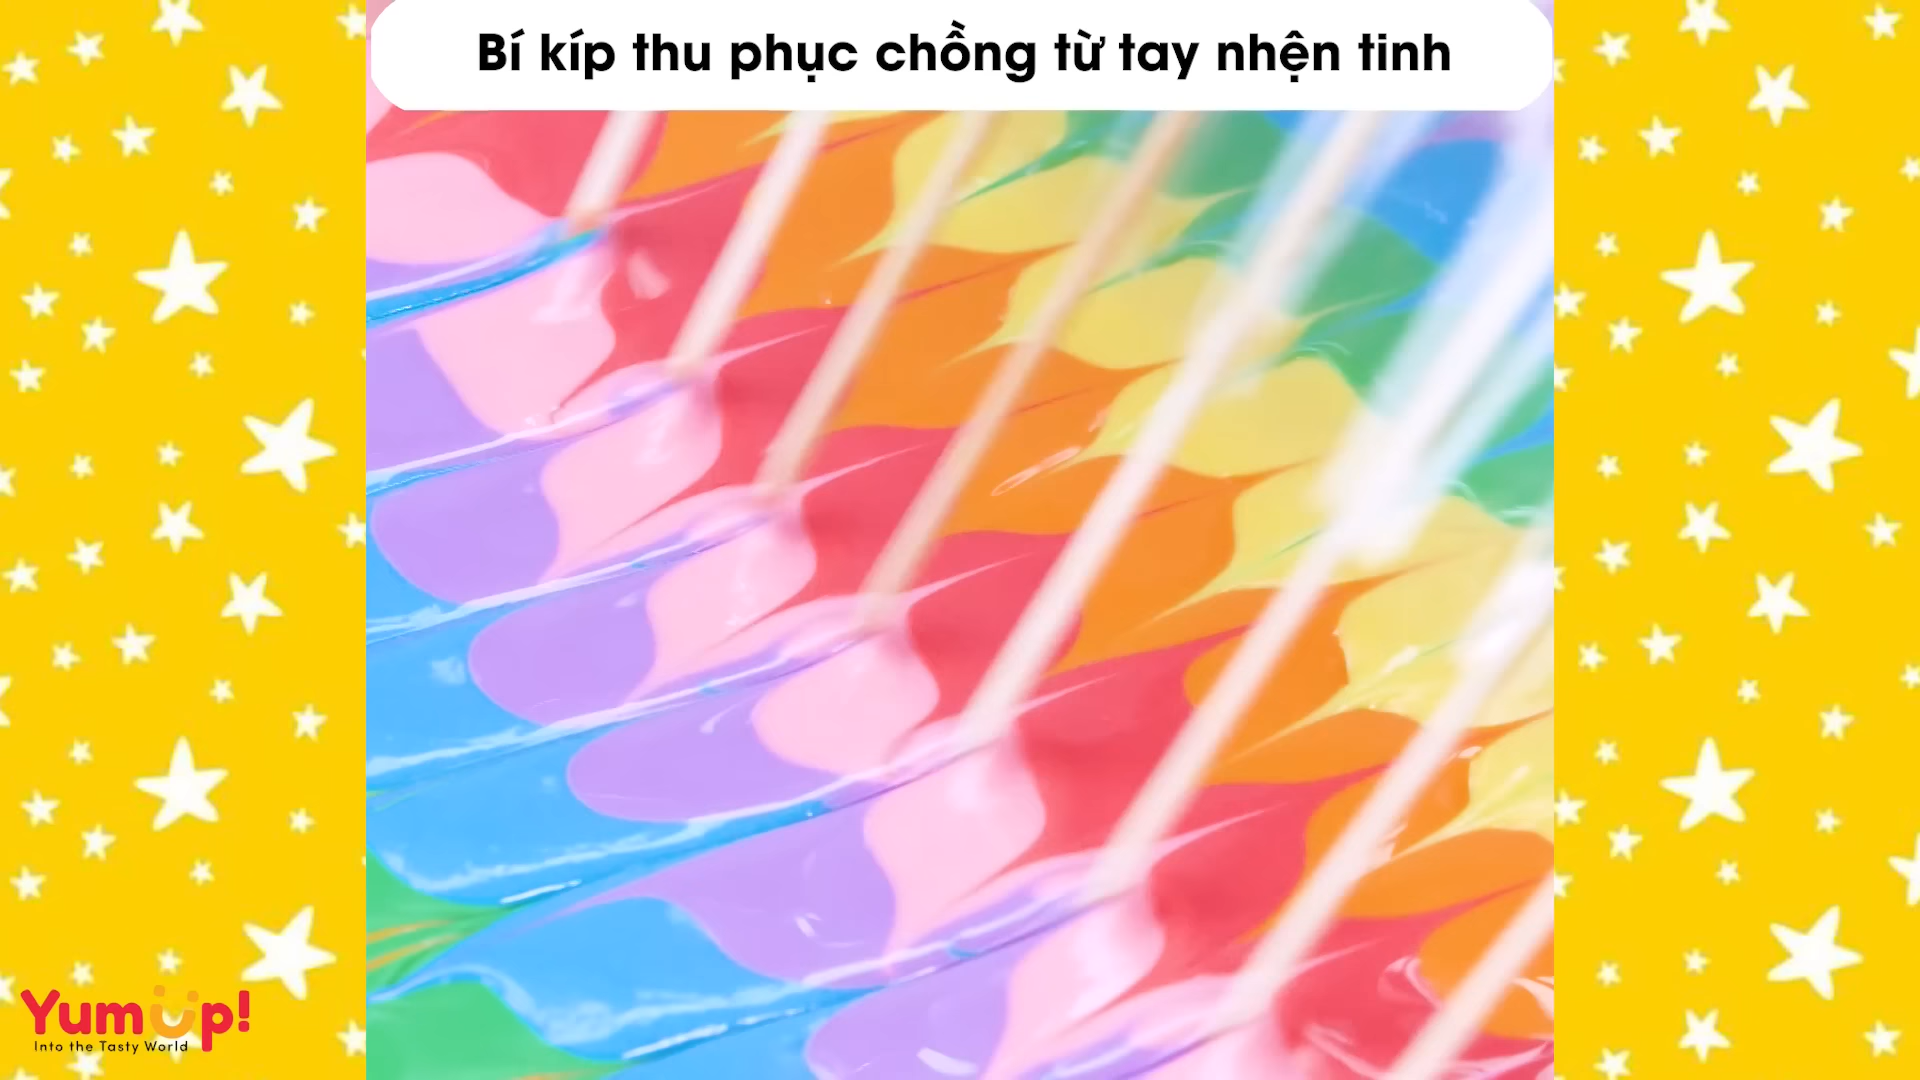 Bí kíp thu phục chồng từ tay nhện tinh
YumUp!
Into the Tasty World